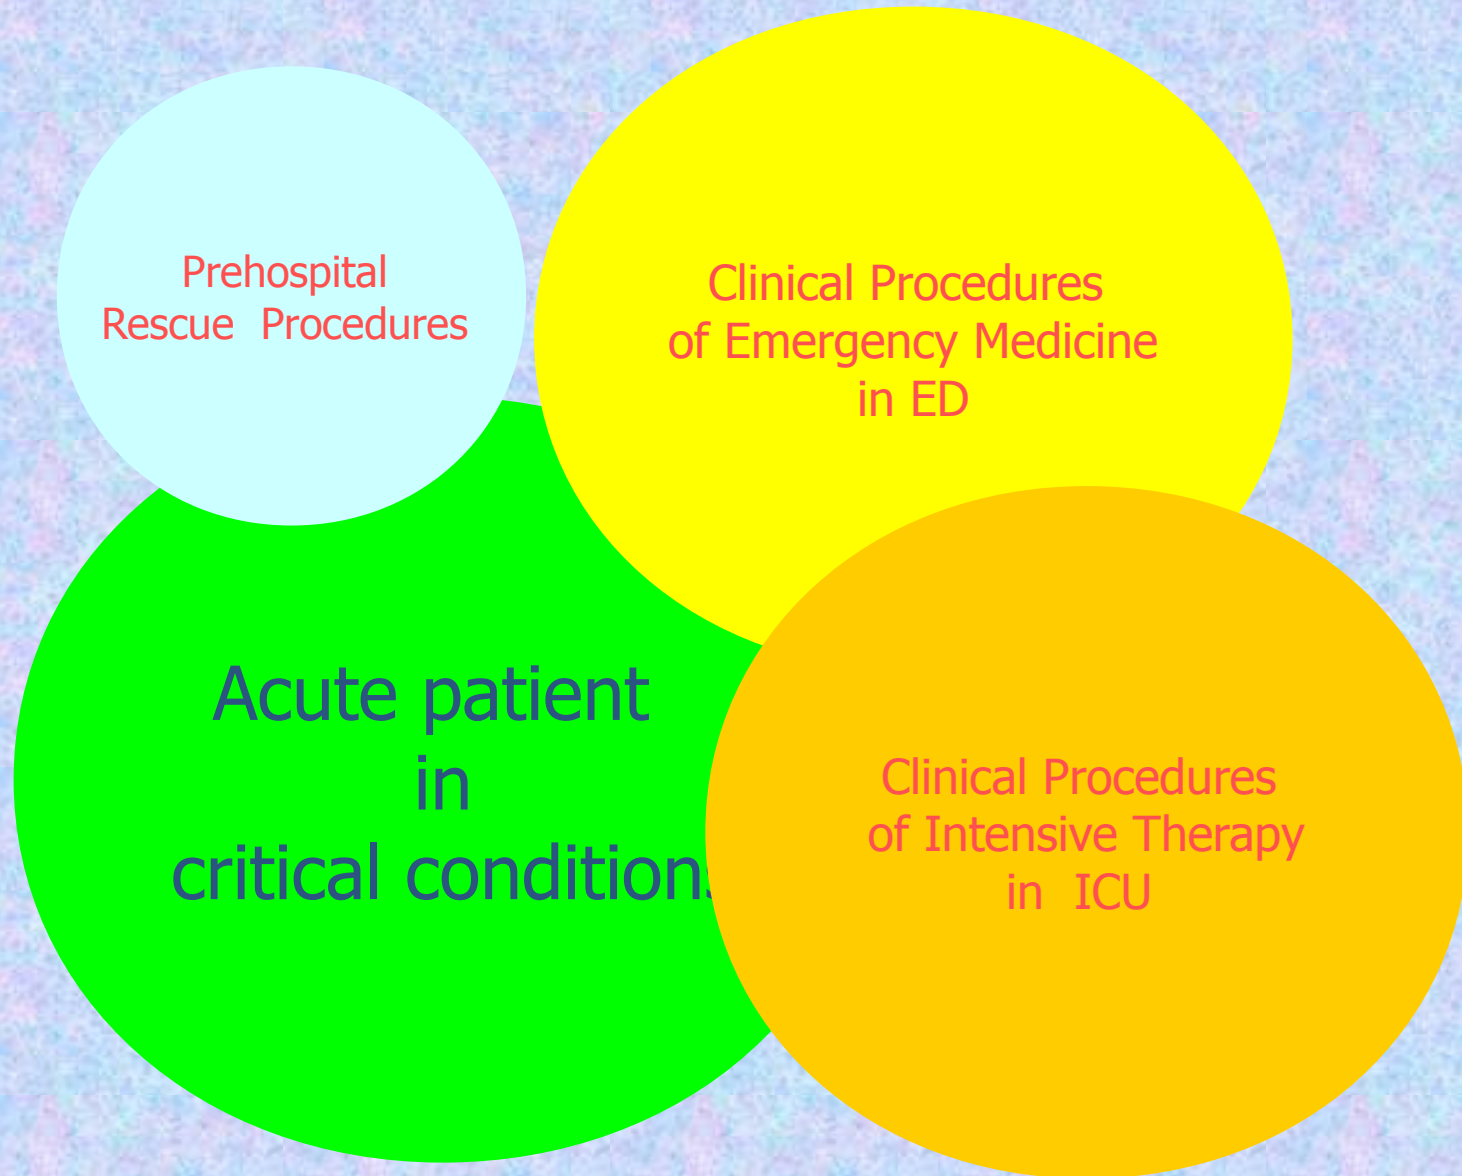 Prehospital
Rescue Procedures
Clinical Procedures
of Emergency Medicine
in ED
Acute patient
in
critical conditions
Clinical Procedures
of Intensive Therapy
in ICU